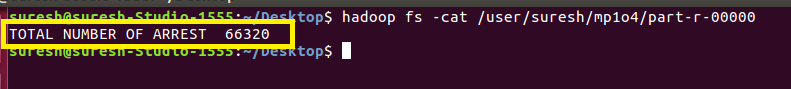 suresh@suresh-Studio-1555:~/Desktop$ hadoop fs -cat /user/suresh/mp1o4/part-r-00000
TOTAL NUMBER OF ARREST  66320
suresh@suresh-Studio-1555:~/Desktop$